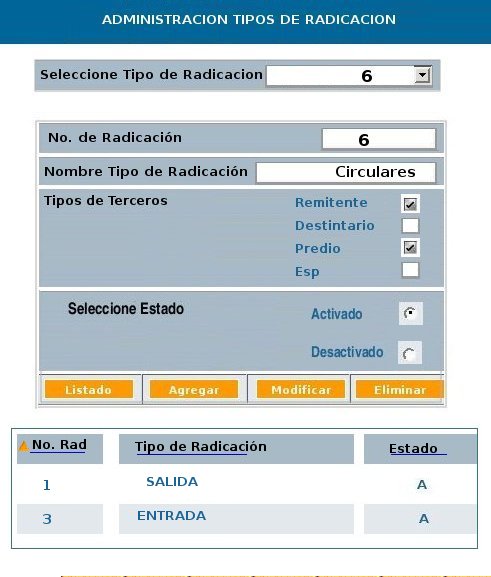 ADMINISTRACION TIPOS DE RADICACION
Seleccione Tipo de Radicacion 6
No. de Radicación 6
Nombre Tipo de Radicación Circulares
Tipos de Terceros Remitente
Destintario
Predio
Esp
Seleccione Estado Activado
Desactivado
Listado Agregar Modificar Eliminar
No. Rad Tipo de Radicación Estado
1 SALIDA A
3 ENTRADA A